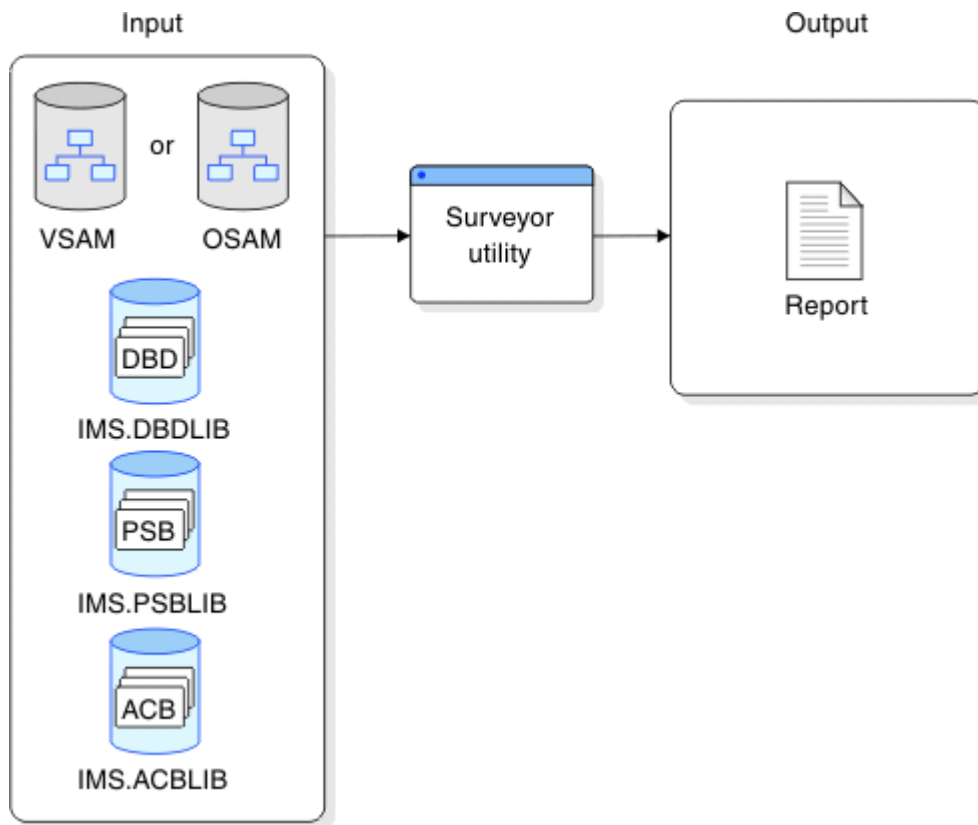 Input
Output
or
VSAM
OSAM
Surveyor
utility
Report
DBD
IMS.DBDLIB
PSB
IMS.PSBLIB
ACB
IMS.ACBLIB